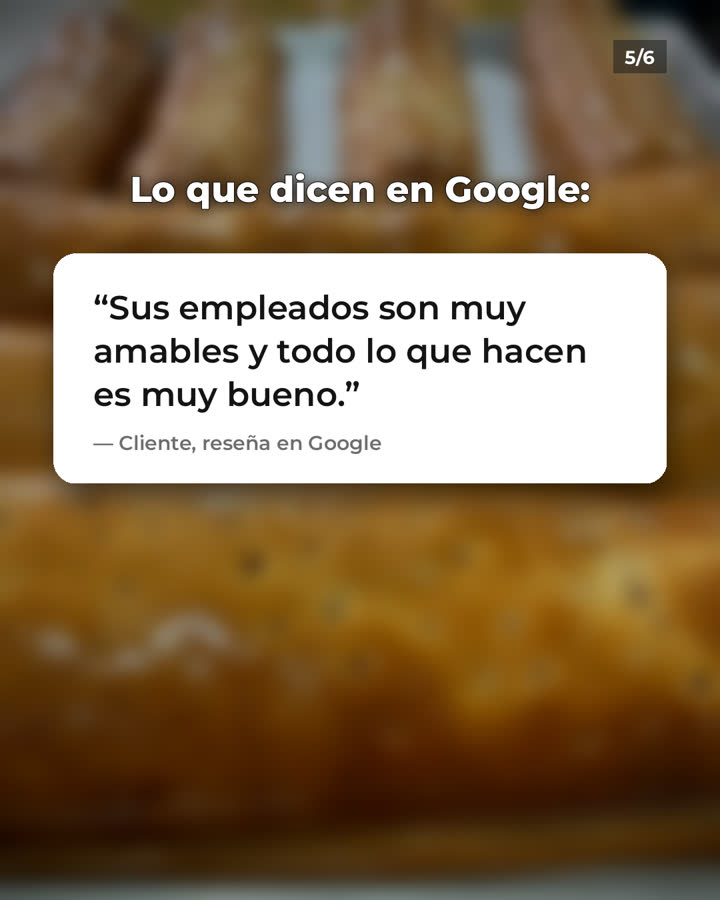 5/6
Lo que dicen en Google:
“Sus empleados son muy
amables y todo lo que hacen
es muy bueno.”
— Cliente, reseña en Google